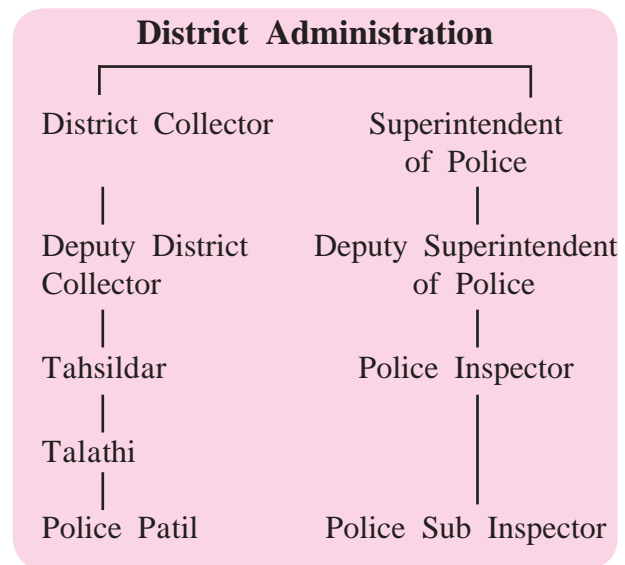 District Administration
District Collector
Superintendent
of Police
Deputy District
Collector
Deputy Superintendent
of Police
Tahsildar
Police Inspector
Talathi
Police Patil
Police Sub Inspector